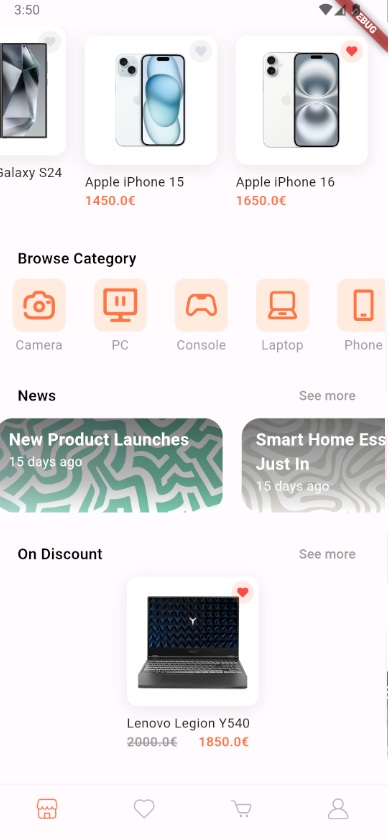 3:50
EBUG
Galaxy S24
Apple iPhone 15
Apple iPhone 16
1450.0€
1650.0€
Browse Category
Camera
PC
Console
Laptop
Phone
News
See more
New Product Launches
15 days ago
Smart Home Ess
Just In
15 days ago
On Discount
See more
Lenovo Legion Y540
2000.0€
1850.0€